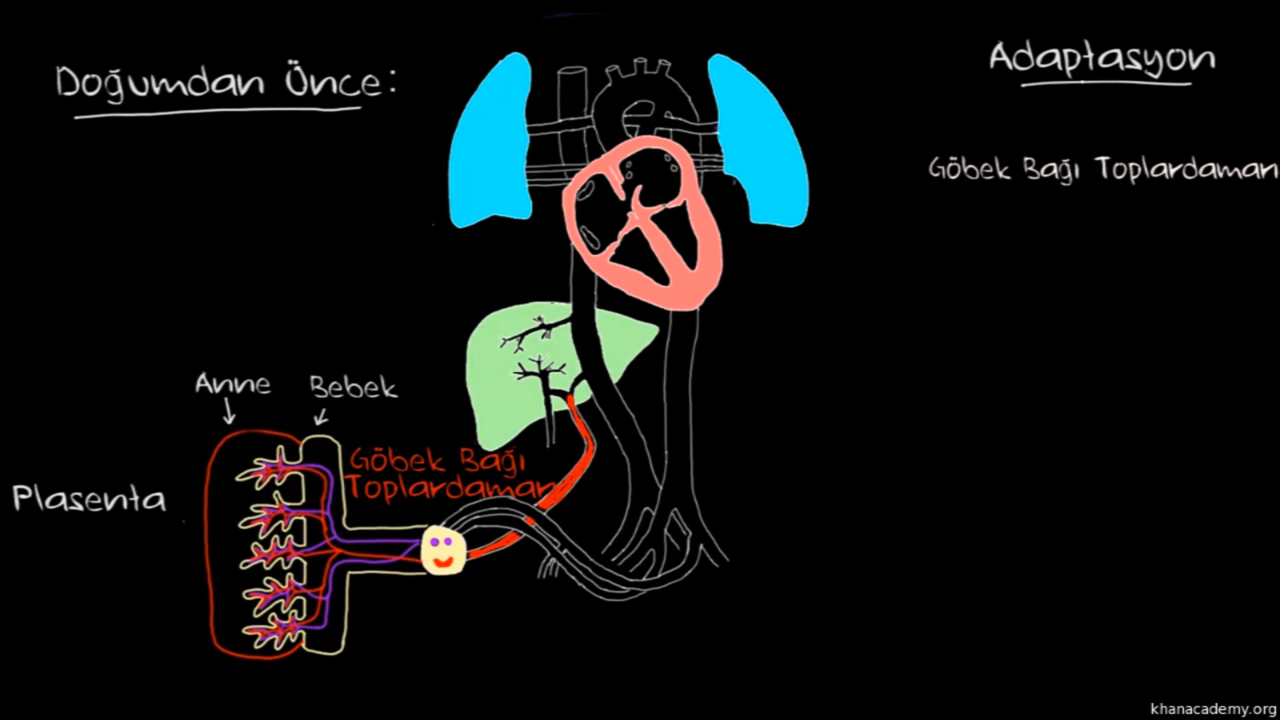 Doğumdan Önce:
Adaptasyon
Göbek Bağı Toplardamarı
Anne
Bebek
Göbek Bağı
Toplardamarı
Plasenta
khanacademy.org